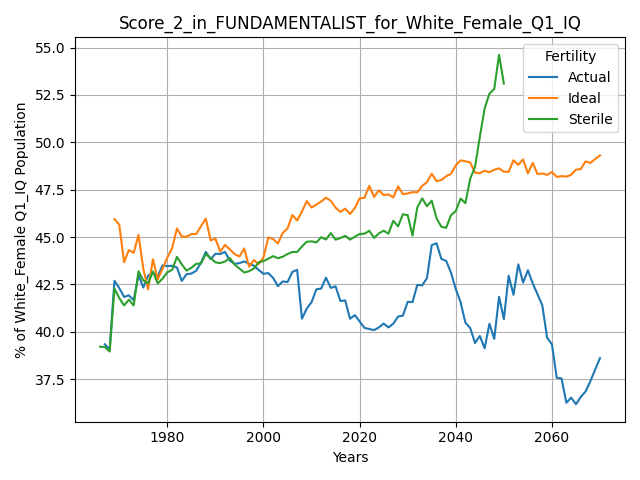 Score_2_in_FUNDAMENTALIST_for_White_Female_Q1_IQ
Fertility
Actual
Ideal
Sterile
% of White_Female Q1_IQ Population
55.0
52.5
50.0
47.5
45.0
42.5
40.0
37.5
1980
2000
2020
2040
2060
Years